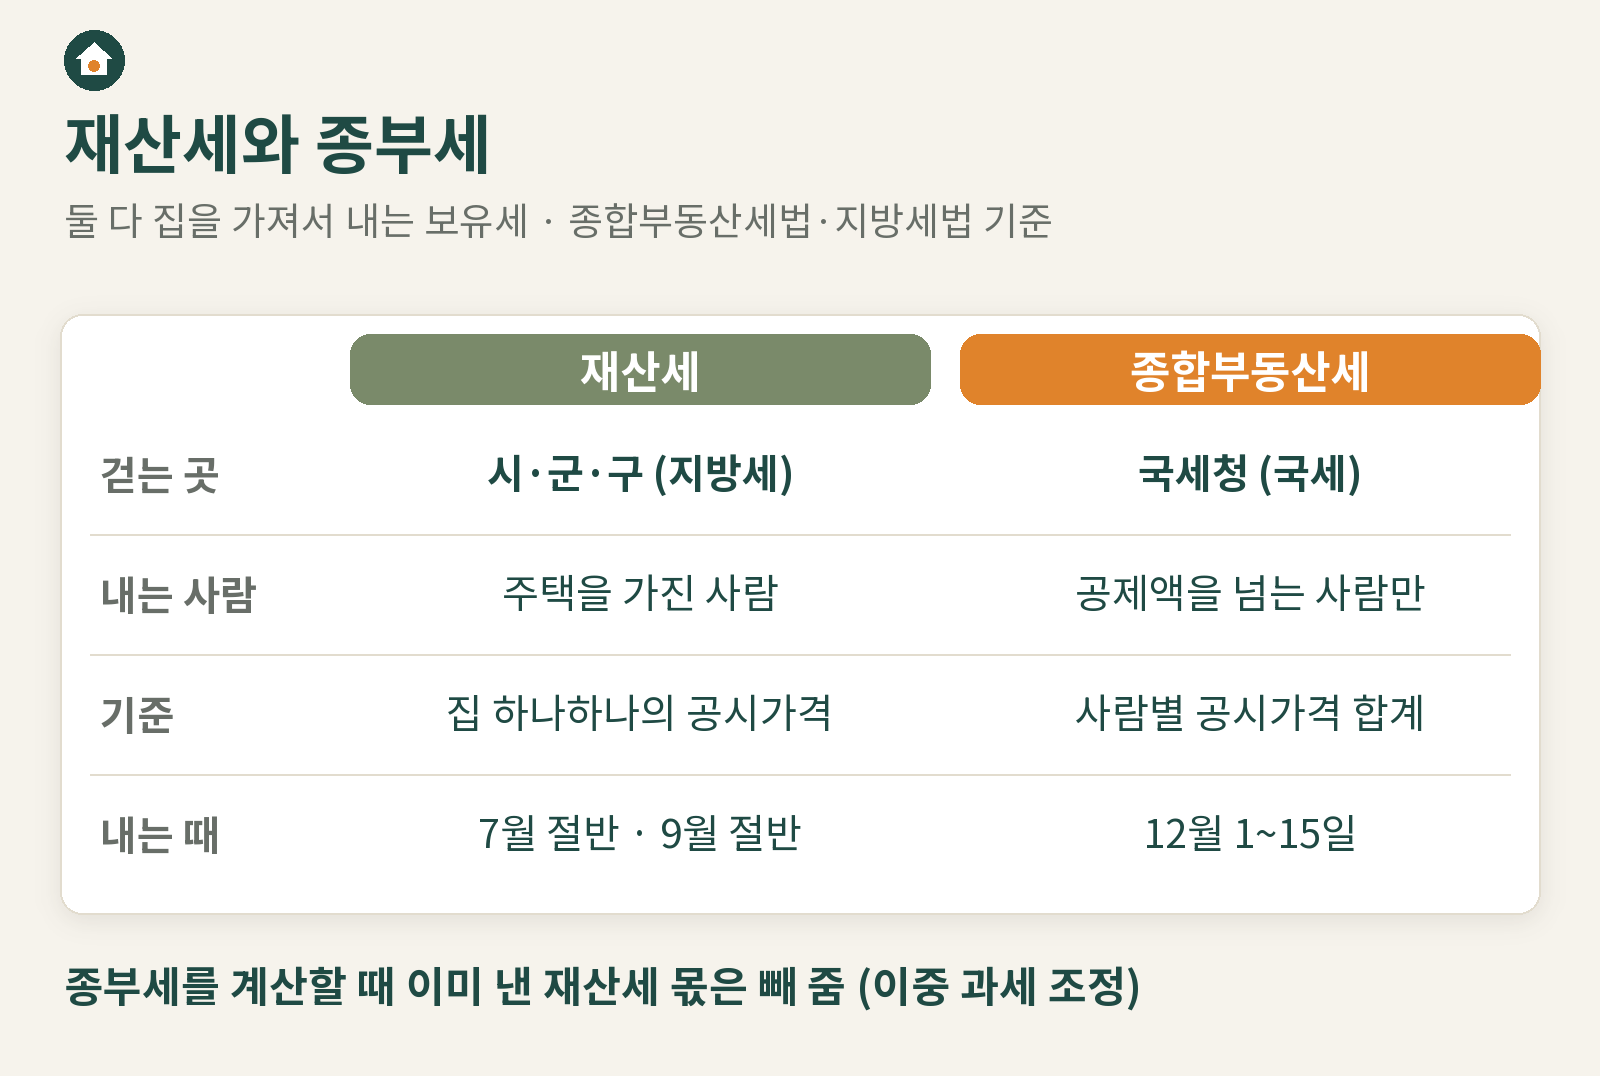 재산세와 종부세
둘 다 집을 가져서 내는 보유세 · 종합부동산세법·지방세법 기준
재산세 종합부동산세
걷는 곳 시·군·구 (지방세) 국세청 (국세)
내는 사람 주택을 가진 사람 공제액을 넘는 사람만
기준 집 하나하나의 공시가격 사람별 공시가격 합계
내는 때 7월 절반 · 9월 절반 12월 1~15일
종부세를 계산할 때 이미 낸 재산세 몫은 빼 줌 (이중 과세 조정)